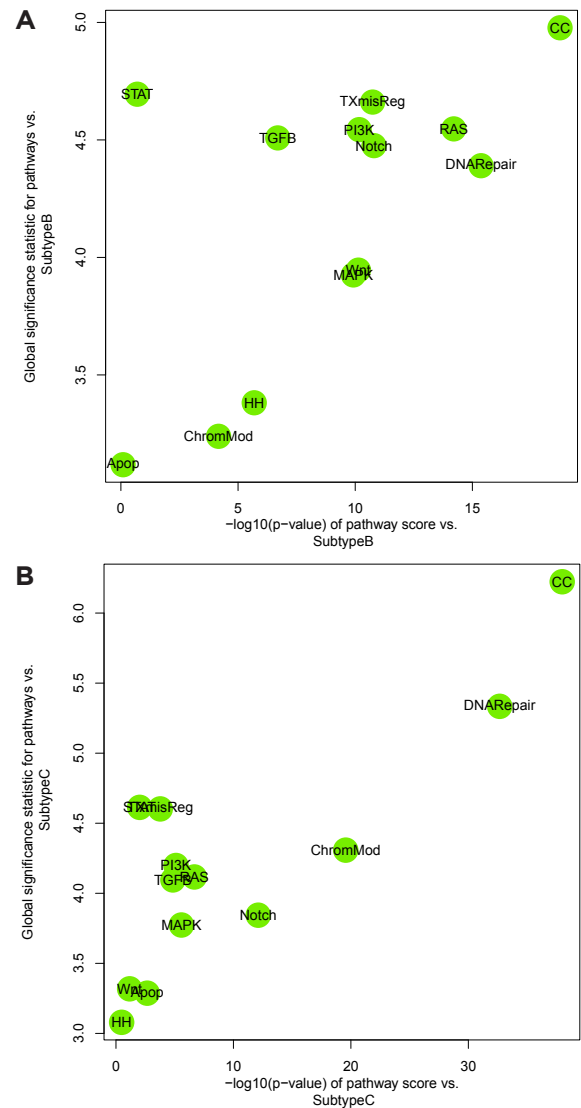 A
Global significance statistic for pathways vs.
SubtypeB
5.0
4.5
4.0
3.5
CC
STAT
TXmisReg
PI3K
RAS
TGFB
Notch
DNARepair
Wnt
MAPK
HH
ChromMod
Apop
0
5
10
15
−log10(p−value) of pathway score vs.
SubtypeB
B
Global significance statistic for pathways vs.
SubtypeC
6.0
5.5
5.0
4.5
4.0
3.5
3.0
CC
DNARepair
STAT
TXmisReg
ChromMod
PI3K
RAS
TGFB
Notch
MAPK
Wnt
Apop
HH
0
10
20
30
−log10(p−value) of pathway score vs.
SubtypeC